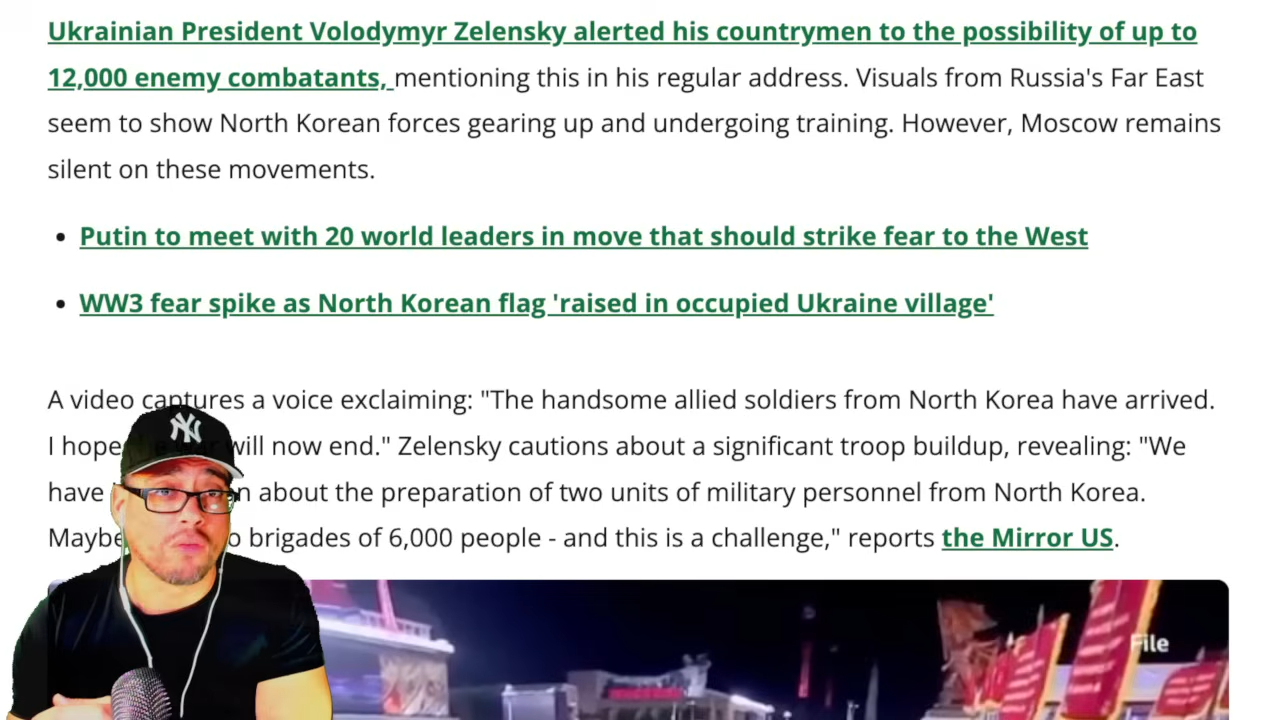 Ukrainian President Volodymyr Zelensky alerted his countrymen to the possibility of up to
12,000 enemy combatants, mentioning this in his regular address. Visuals from Russia's Far East
seem to show North Korean forces gearing up and undergoing training. However, Moscow remains
silent on these movements.
• Putin to meet with 20 world leaders in move that should strike fear to the West
• WW3 fear spike as North Korean flag 'raised in occupied Ukraine village'
A video captures a voice exclaiming: "The handsome allied soldiers from North Korea have arrived.
I hope will now end." Zelensky cautions about a significant troop buildup, revealing: "We
have about the preparation of two units of military personnel from North Korea.
Maybe brigades of 6,000 people - and this is a challenge," reports the Mirror US.
File
NY